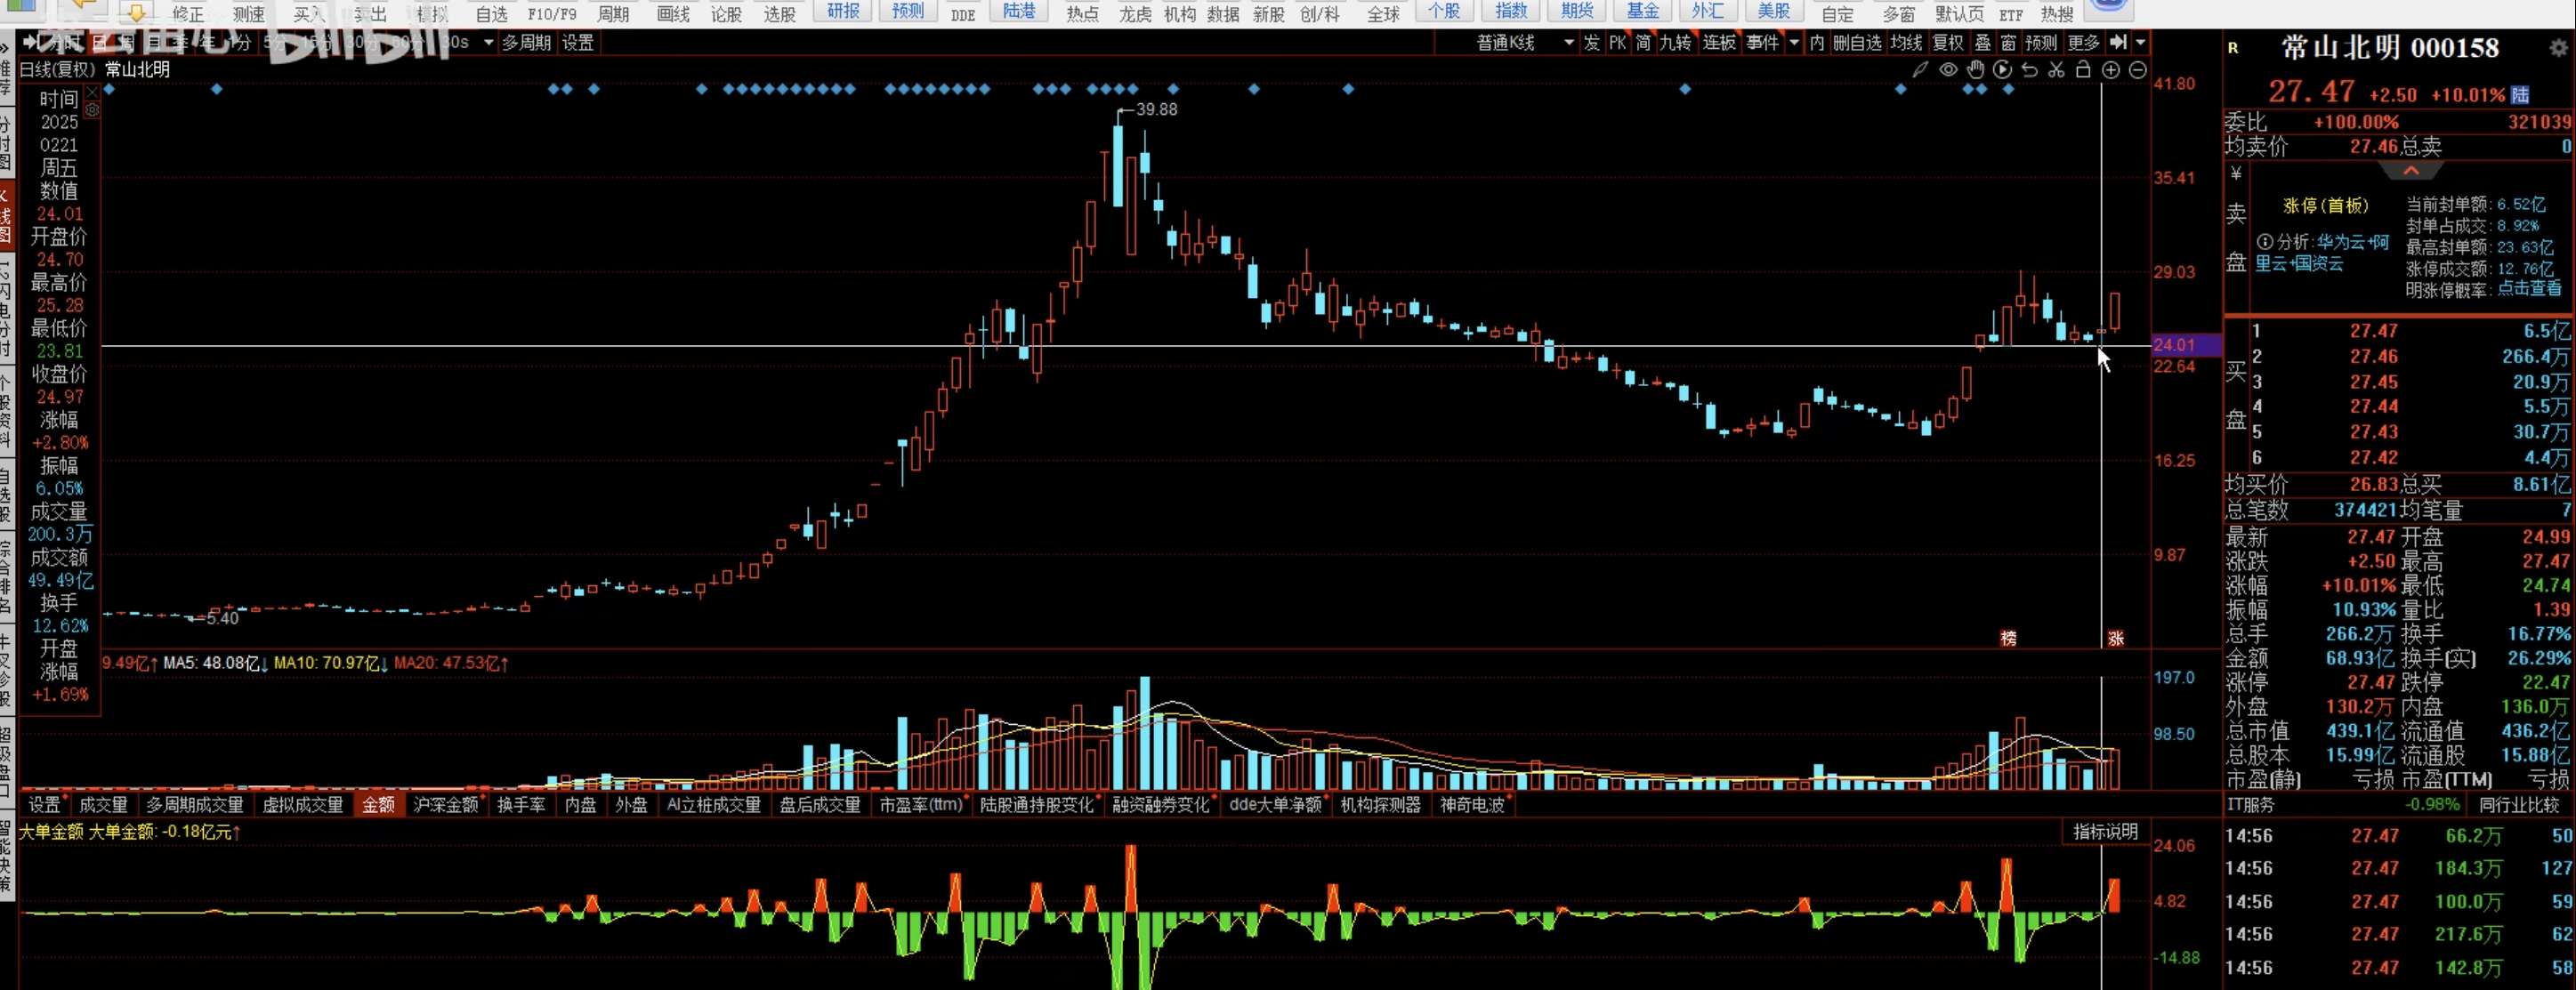 修正 测速 买入 卖出 模拟 自选 F10/F9 周期 画线 论股 选股 研报 预测 DDE 陆港 热点 龙虎 机构 数据 新股 创/科 全球 个股 指数 期货 基金 外汇 美股 自定 多窗 默认页 ETF 热搜
分时 日 周 月 季 年 1分 5分 15分 30分 60分 30s 多周期 设置
普通K线 发 PK 简 九转 连板 事件 内 删自选 均线 复权 叠 窗 预测 更多
日线(复权) 常山北明
时间
2025
0221
周五
数值
24.01
开盘价
24.70
最高价
25.28
最低价
23.81
收盘价
24.97
涨幅
+2.80%
振幅
6.05%
成交量
200.3万
成交额
49.49亿
换手
12.62%
开盘
涨幅
+1.69%
39.88
5.40
41.80
35.41
29.03
24.01
22.64
16.25
9.87
榜 涨
9.49亿↑ MA5: 48.08亿↓ MA10: 70.97亿↓ MA20: 47.53亿↑
197.0
98.50
设置 成交量 多周期成交量 虚拟成交量 金额 沪深金额 换手率 内盘 外盘 AI立桩成交量 盘后成交量 市盈率(ttm) 陆股通持股变化 融资融券变化 dde大单净额 机构探测器 神奇电波
大单金额 大单金额: -0.18亿元↑
指标说明
24.06
4.82
-14.88
R 常山北明 000158
27.47 +2.50 +10.01% 陆
委比 +100.00% 321039
均卖价 27.46 总卖 0
¥
卖
盘
涨停(首板)
分析:华为云+阿
里云+国资云
当前封单额: 6.52亿
封单占成交: 8.92%
最高封单额: 23.63亿
涨停成交额: 12.76亿
明涨停概率: 点击查看
买
盘
1 27.47 6.5亿
2 27.46 266.4万
3 27.45 20.9万
4 27.44 5.5万
5 27.43 30.7万
6 27.42 4.4万
均买价 26.83 总买 8.61亿
总笔数 374421 均笔量 7
最新 27.47 开盘 24.99
涨跌 +2.50 最高 27.47
涨幅 +10.01% 最低 24.74
振幅 10.93% 量比 1.39
总手 266.2万 换手 16.77%
金额 68.93亿 换手(实) 26.29%
涨停 27.47 跌停 22.47
外盘 130.2万 内盘 136.0万
总市值 439.1亿 流通值 436.2亿
总股本 15.99亿 流通股 15.88亿
市盈(静) 亏损 市盈(TTM) 亏损
IT服务 -0.98% 同行业比较
14:56 27.47 66.2万 50
14:56 27.47 184.3万 127
14:56 27.47 100.0万 59
14:56 27.47 217.6万 62
14:56 27.47 142.8万 58